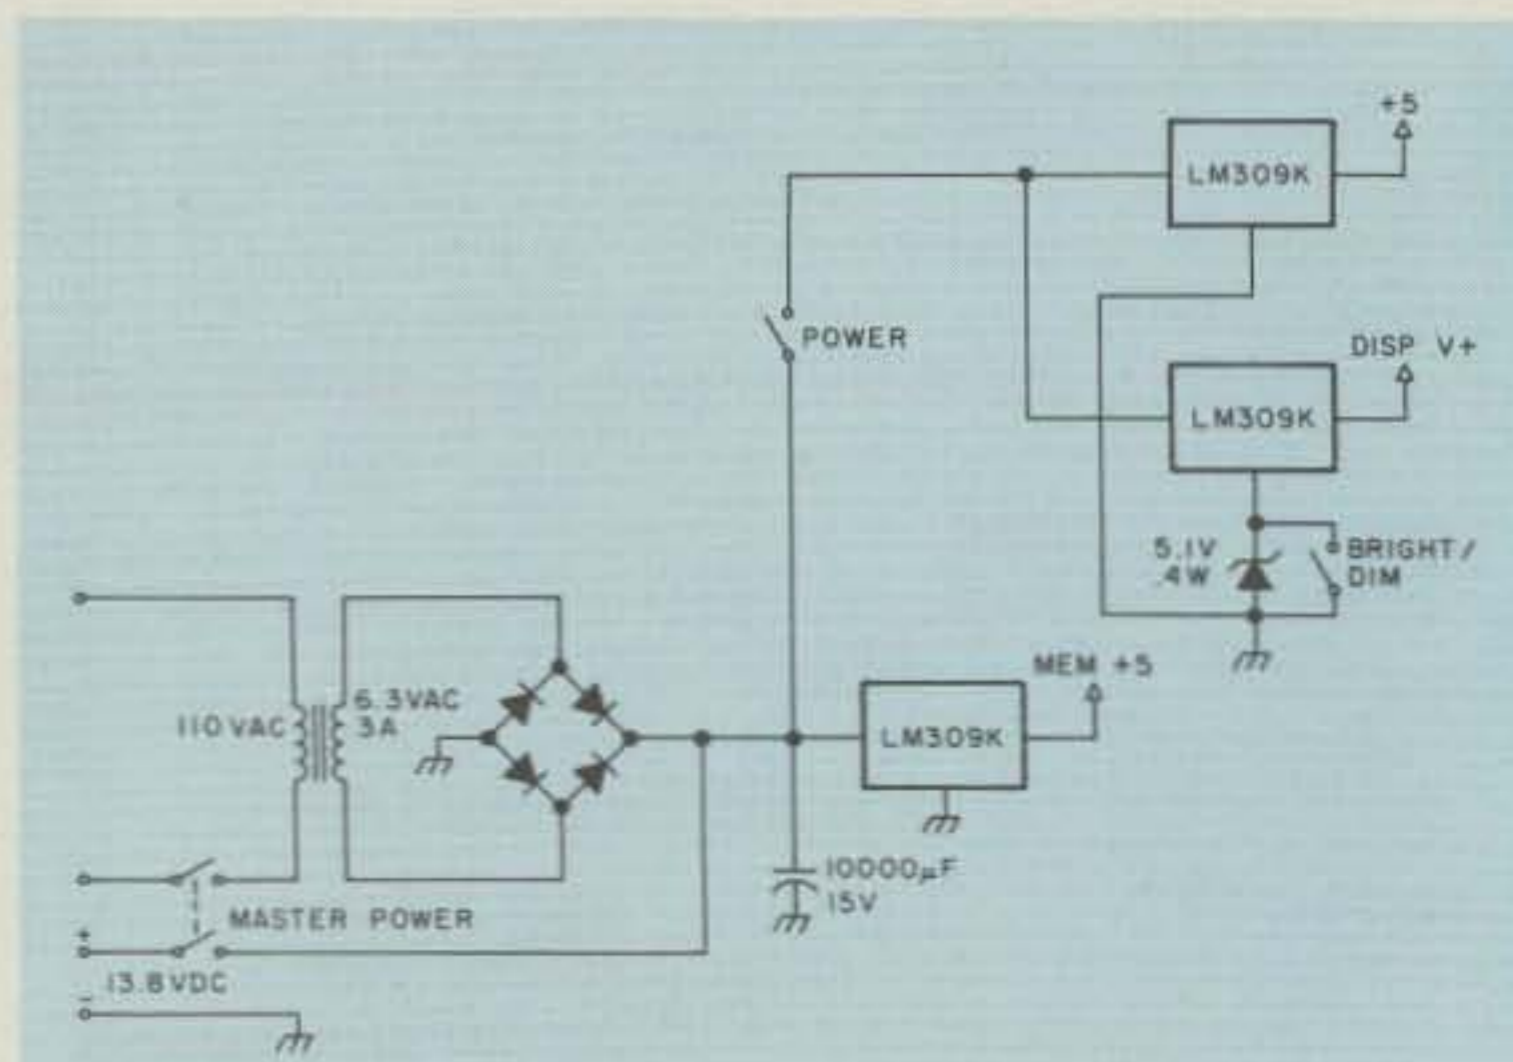 +5
LM309K
POWER
DISP V+
LM309K
5.1V
.4W
BRIGHT/
DIM
MEM +5
6.3VAC
3A
110VAC
LM309K
10000µF
15V
MASTER POWER
+
13.8VDC
-